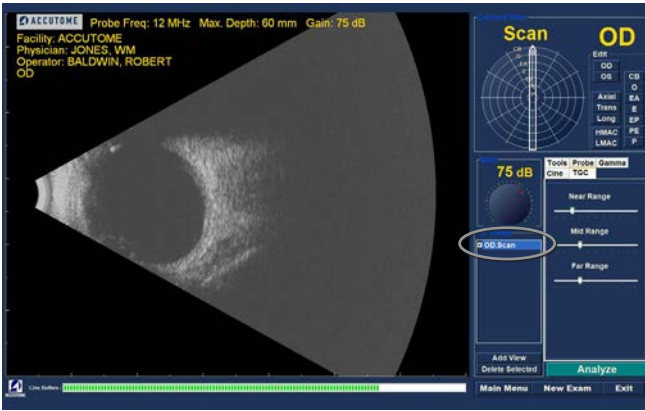 ACCUTOME Probe Freq: 12 MHz Max. Depth: 60 mm Gain: 75 dB
Facility: ACCUTOME
Physician: JONES, WM
Operator: BALDWIN, ROBERT
OD
Scan OD
Edit
OD
OS
CB
O
Axial
EA
Trans
E
Long
EP
HMAC
PE
LMAC
P
75 dB
Tools Probe Gamma
Cine TGC
Near Range
Mid Range
Far Range
OD.Scan
Add View
Delete Selected
Analyze
Cine Buffers:
Main Menu New Exam Exit